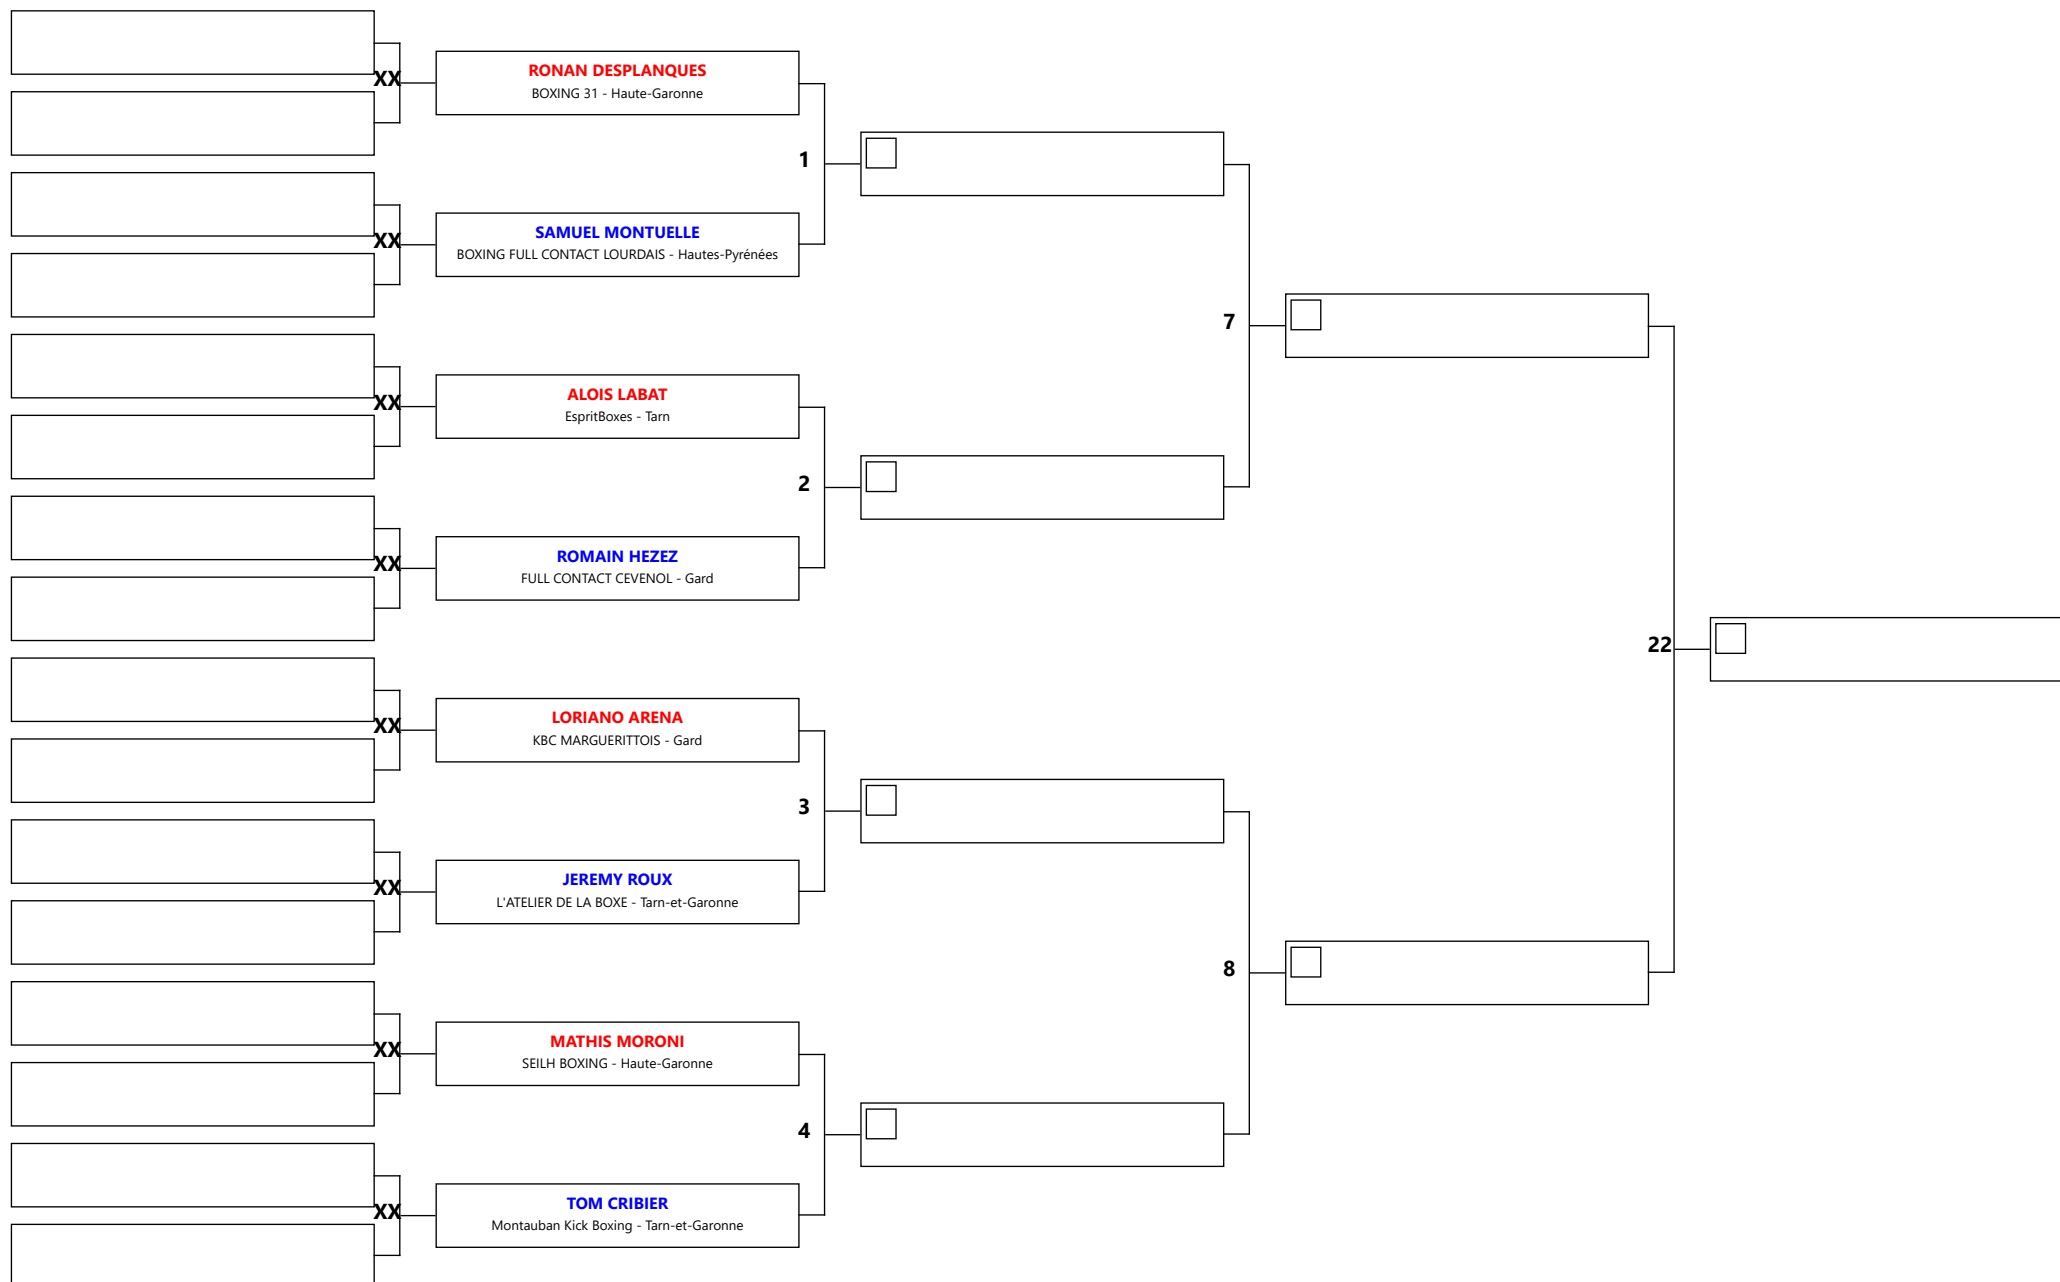 XX
RONAN DESPLANQUES
BOXING 31 - Haute-Garonne
1
XX
SAMUEL MONTUELLE
BOXING FULL CONTACT LOURDAIS - Hautes-Pyrénées
7
XX
ALOIS LABAT
EspritBoxes - Tarn
2
XX
ROMAIN HEZEZ
FULL CONTACT CEVENOL - Gard
22
XX
LORIANO ARENA
KBC MARGUERITTOIS - Gard
3
XX
JEREMY ROUX
L'ATELIER DE LA BOXE - Tarn-et-Garonne
8
XX
MATHIS MORONI
SEILH BOXING - Haute-Garonne
4
XX
TOM CRIBIER
Montauban Kick Boxing - Tarn-et-Garonne